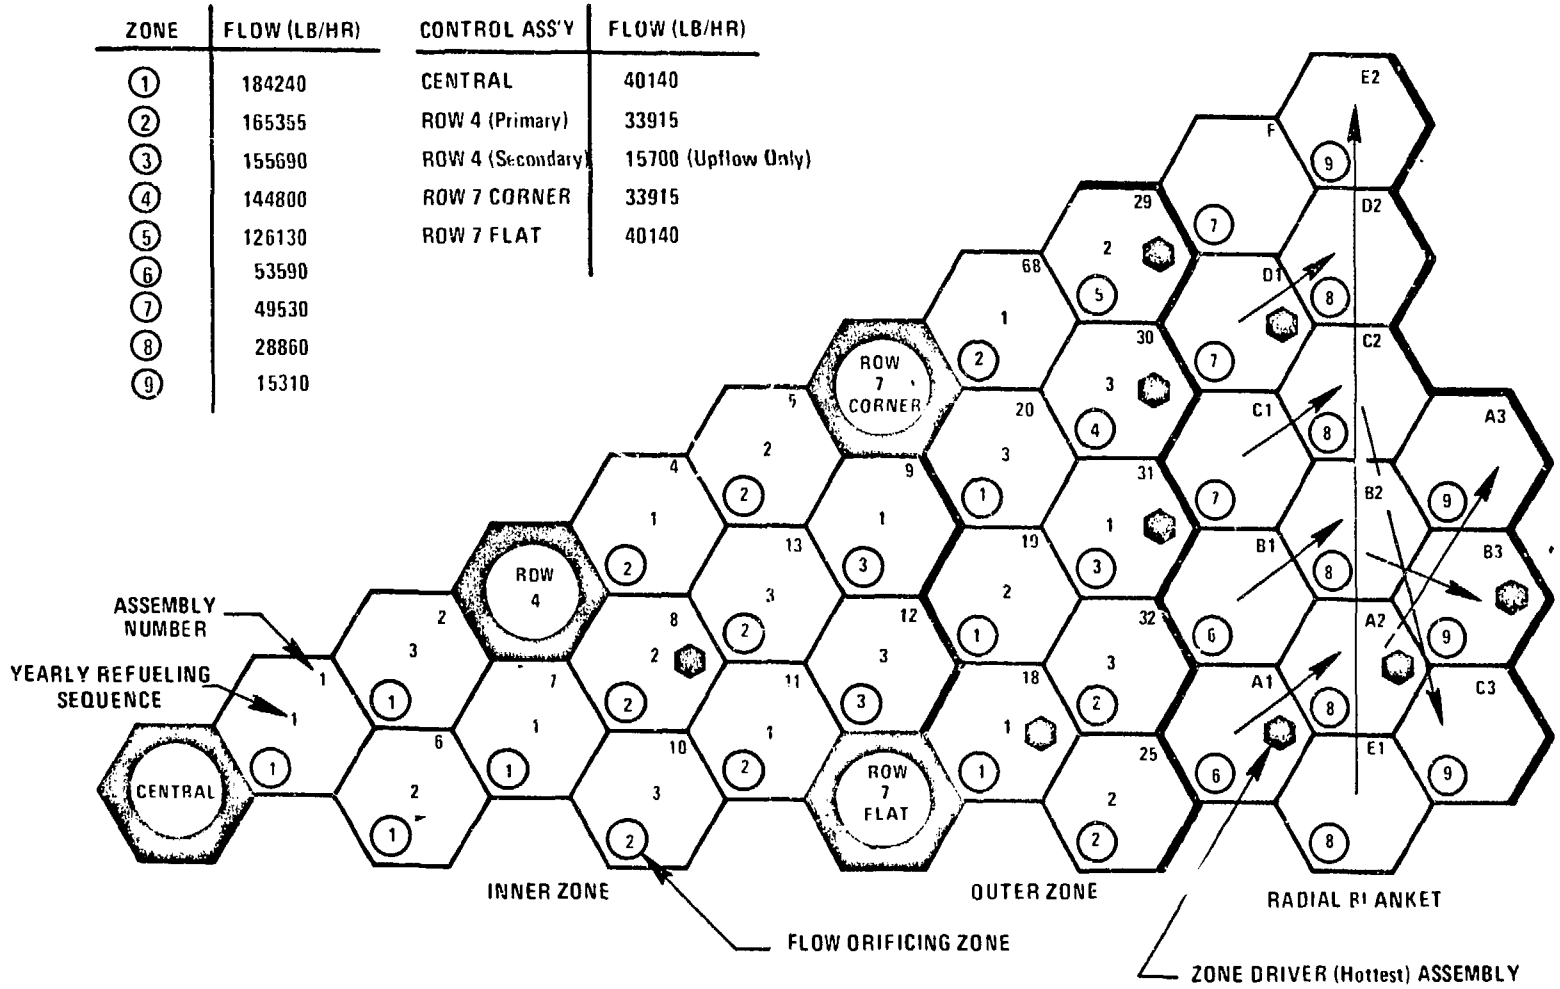 ZONE FLOW (LB/HR) CONTROL ASS'Y FLOW (LB/HR)
1 184240 CENTRAL 40140
2 165355 ROW 4 (Primary) 33915
3 155690 ROW 4 (Secondary) 15700 (Upflow Only)
4 144800 ROW 7 CORNER 33915
5 126130 ROW 7 FLAT 40140
6 53590
7 49530
8 28860
9 15310
E2
F
9
D2
29
7
2
68
D1
5
8
1
30
C2
ROW
7
CORNER
2
3
7
5
20
C1
A3
4
8
2
3
4
9
31
B2
2
1
7
9
1
1
13
19
B1
B3
ROW
4
2
3
3
8
3
2
12
32
A2
ASSEMBLY
NUMBER
2
8
2
1
6
9
3
2
3
3
YEARLY REFUELING
SEQUENCE
1
7
11
18
A1
C3
1
1
2
3
2
8
1
1
1
6
10
25
E1
CENTRAL
1
1
2
ROW
7
FLAT
1
6
9
2
3
2
1
2
2
8
INNER ZONE
OUTER ZONE
RADIAL BLANKET
FLOW ORIFICING ZONE
ZONE DRIVER (Hottest) ASSEMBLY